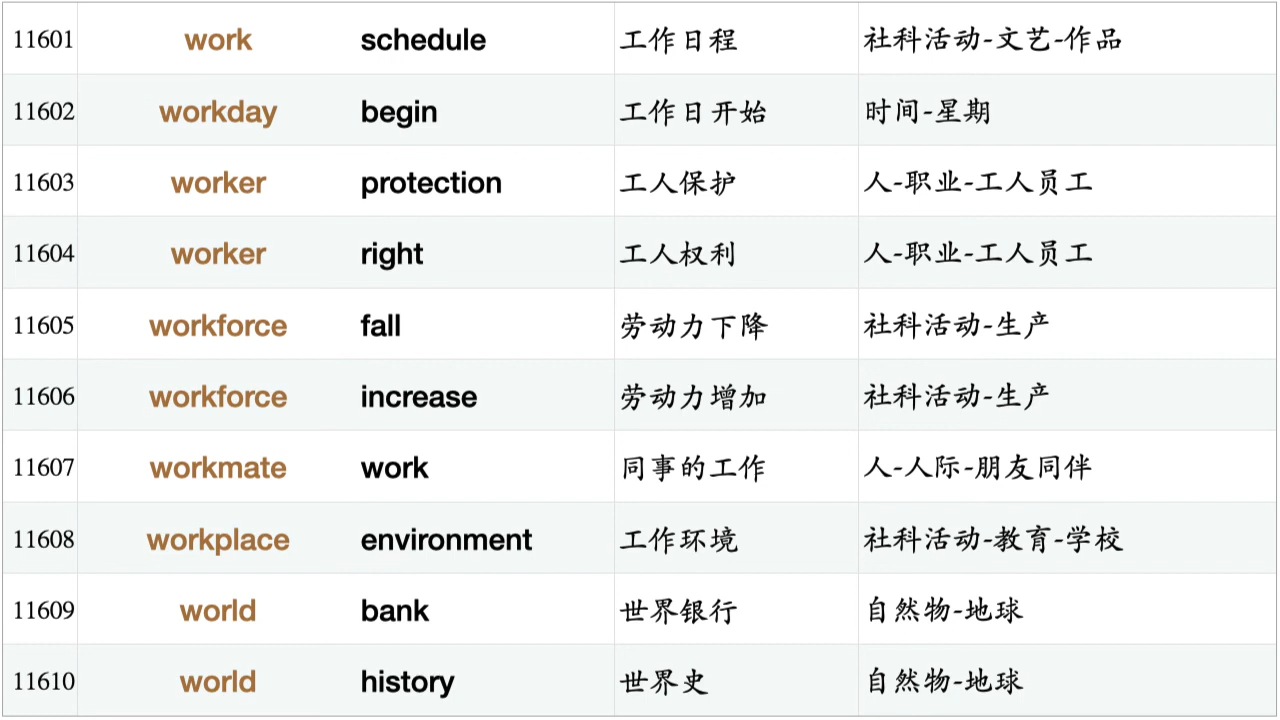 11601 work schedule 工作日程 社科活动-文艺-作品
11602 workday begin 工作日开始 时间-星期
11603 worker protection 工人保护 人-职业-工人员工
11604 worker right 工人权利 人-职业-工人员工
11605 workforce fall 劳动力下降 社科活动-生产
11606 workforce increase 劳动力增加 社科活动-生产
11607 workmate work 同事的工作 人-人际-朋友同伴
11608 workplace environment 工作环境 社科活动-教育-学校
11609 world bank 世界银行 自然物-地球
11610 world history 世界史 自然物-地球